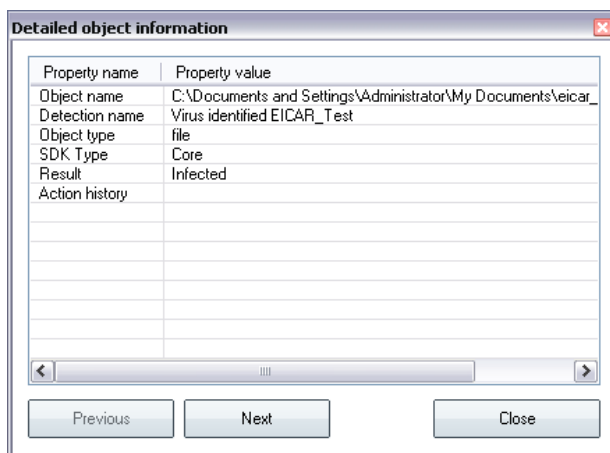 Detailed object information
Property name Property value
Object name C:\Documents and Settings\Administrator\My Documents\eicar_
Detection name Virus identified EICAR_Test
Object type file
SDK Type Core
Result Infected
Action history
Previous Next Close